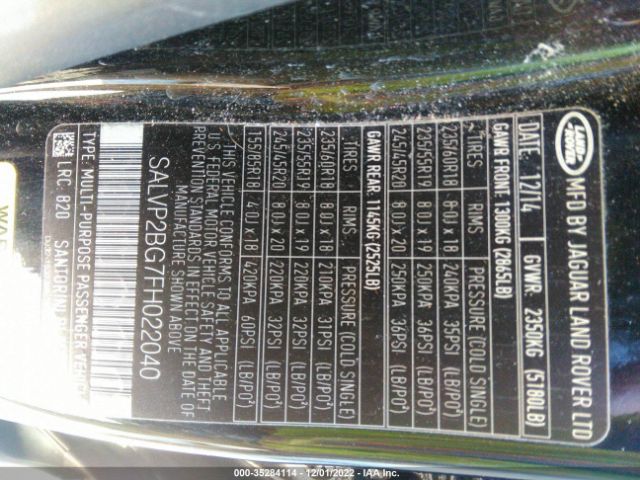 LAND ROVER
MFD BY JAGUAR LAND ROVER LTD
DATE: 12/14 GVWR: 2350KG (5180LB)
GAWR FRONT: 1300KG (2865LB)
TIRES RIMS PRESSURE (COLD SINGLE)
235/60R18 8.0J x 18 240KPA 35PSI (LB/PO²)
235/55R19 8.0J x 19 250KPA 36PSI (LB/PO²)
245/45R20 8.0J x 20 250KPA 36PSI (LB/PO²)
GAWR REAR: 1145KG (2525LB)
TIRES RIMS PRESSURE (COLD SINGLE)
235/60R18 8.0J x 18 210KPA 31PSI (LB/PO²)
235/55R19 8.0J x 19 220KPA 32PSI (LB/PO²)
245/45R20 8.0J x 20 220KPA 32PSI (LB/PO²)
155/85R18 4.0J x 18 420KPA 60PSI (LB/PO²)
THIS VEHICLE CONFORMS TO ALL APPLICABLE
U.S. FEDERAL MOTOR VEHICLE SAFETY AND THEFT
PREVENTION STANDARDS IN EFFECT ON THE DATE OF
MANUFACTURE SHOWN ABOVE
SALVP2BG7FH022040
TYPE: MULTI-PURPOSE PASSENGER
LRC: 820 SANTORINI
000-35284114 - 12/01/2022 - IAA Inc.